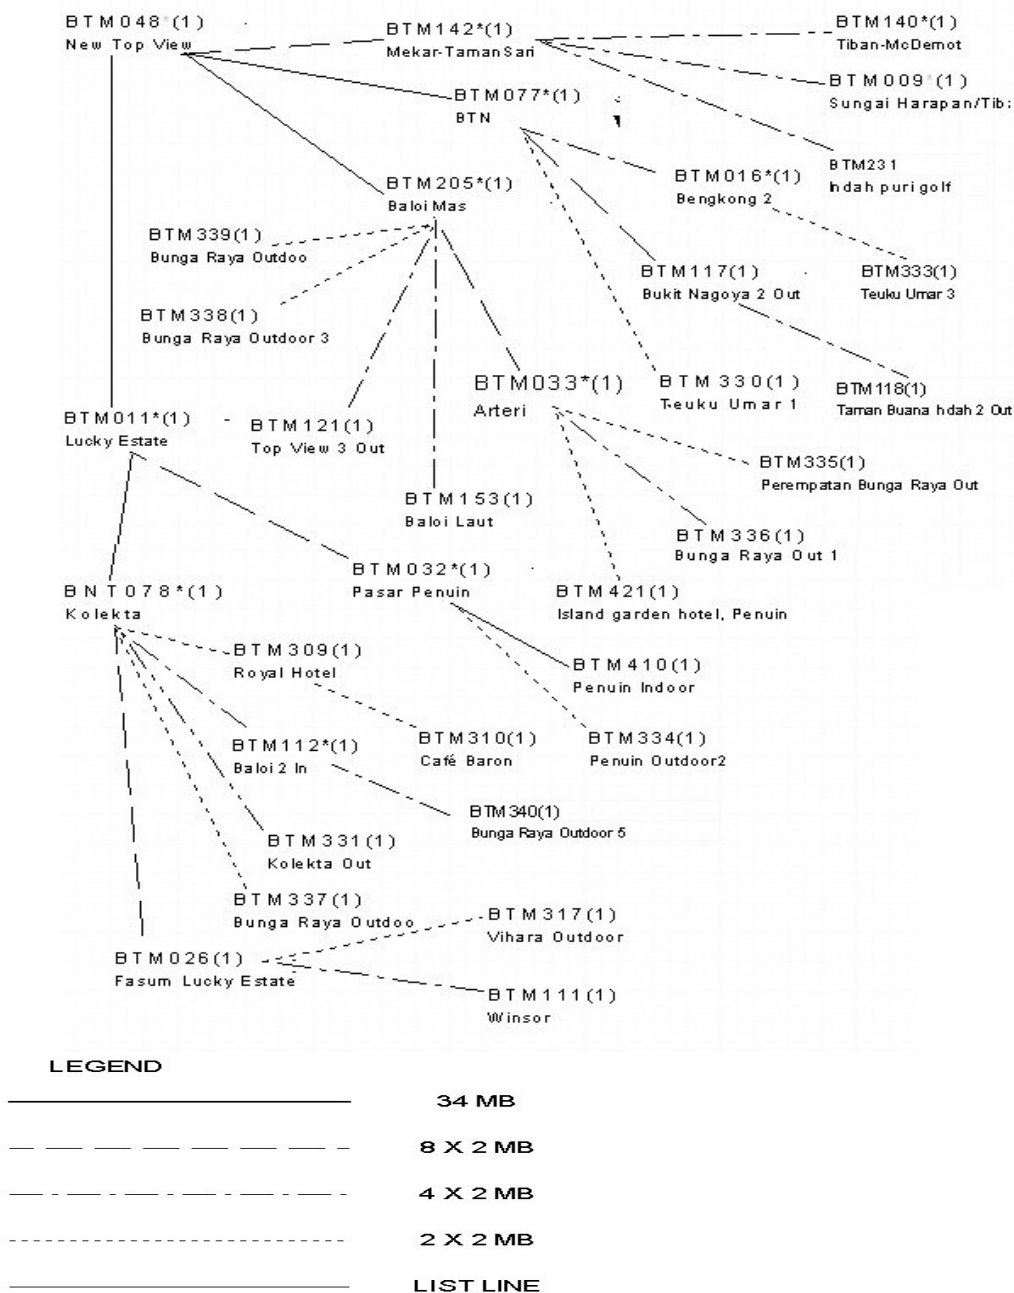 BTM048*(1)
New Top View
BTM142*(1)
Mekar-TamanSari
BTM140*(1)
Tiban-McDemot
BTM009*(1)
Sungai Harapan/Tib:
BTM077*(1)
BTN
BTM231
Indah puri golf
BTM016*(1)
Bengkong 2
BTM205*(1)
Baloi Mas
BTM339(1)
Bunga Raya Outdoo
BTM117(1)
Bukit Nagoya 2 Out
BTM333(1)
Teuku Umar 3
BTM338(1)
Bunga Raya Outdoor 3
BTM033*(1)
Arteri
BTM330(1)
Teuku Umar 1
BTM118(1)
Taman Buana Indah 2 Out
BTM011*(1)
Lucky Estate
BTM121(1)
Top View 3 Out
BTM335(1)
Perempatan Bunga Raya Out
BTM153(1)
Baloi Laut
BTM336(1)
Bunga Raya Out 1
BTM032*(1)
Pasar Penuin
BNT078*(1)
Kolekta
BTM421(1)
Island garden hotel, Penuin
BTM309(1)
Royal Hotel
BTM410(1)
Penuin Indoor
BTM112*(1)
Baloi 2 In
BTM310(1)
Café Baron
BTM334(1)
Penuin Outdoor2
BTM340(1)
Bunga Raya Outdoor 5
BTM331(1)
Kolekta Out
BTM337(1)
Bunga Raya Outdoo
BTM317(1)
Vihara Outdoor
BTM026(1)
Fasum Lucky Estate
BTM111(1)
Winsor
LEGEND
34 MB
8 X 2 MB
4 X 2 MB
2 X 2 MB
LIST LINE